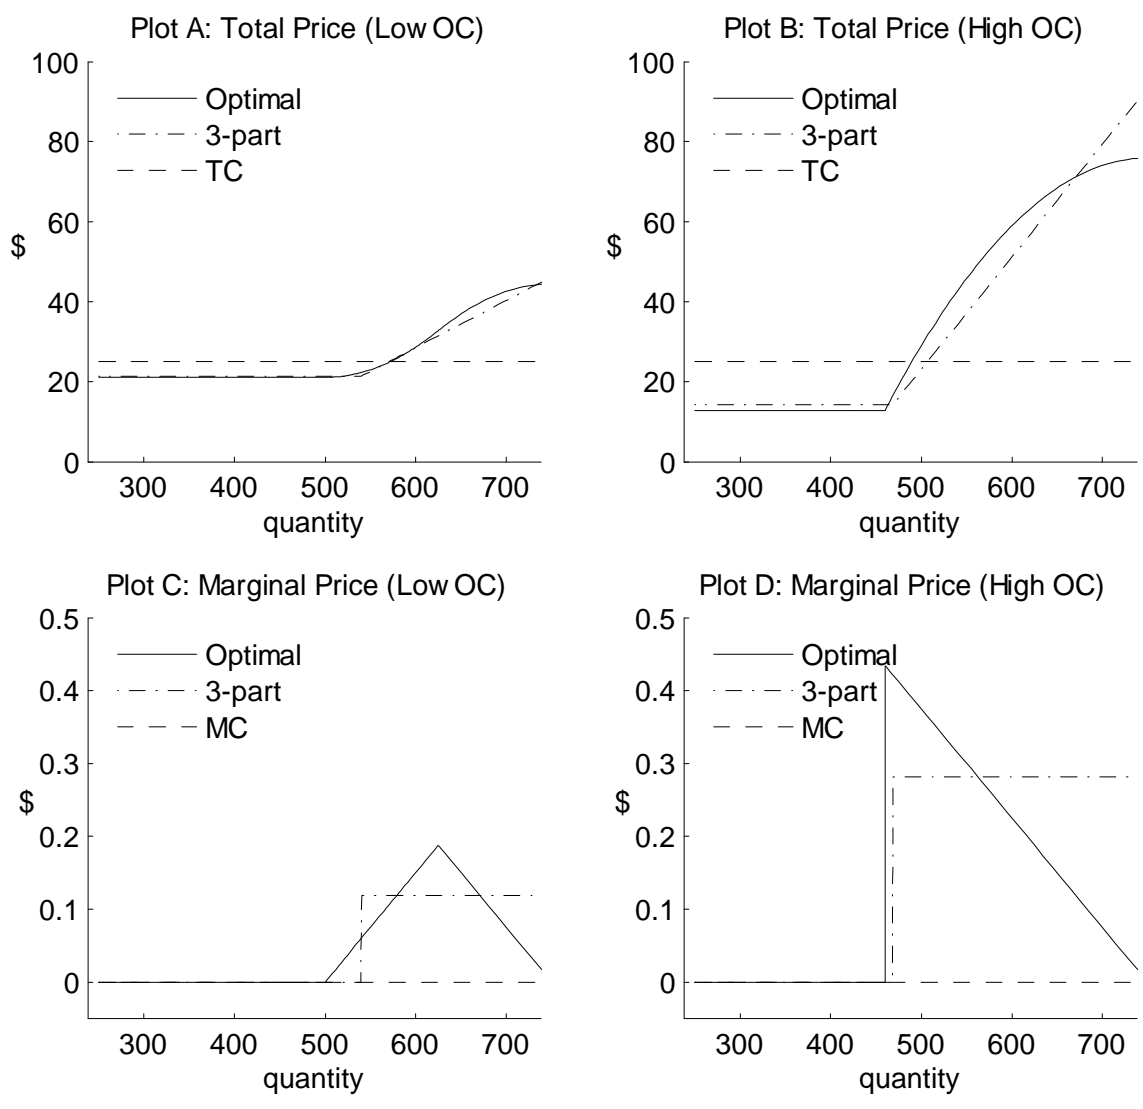 Plot A: Total Price (Low OC)
100
80
60
40
20
0
$
Optimal
3-part
TC
300 400 500 600 700
quantity
Plot B: Total Price (High OC)
100
80
60
40
20
0
$
Optimal
3-part
TC
300 400 500 600 700
quantity
Plot C: Marginal Price (Low OC)
0.5
0.4
0.3
0.2
0.1
0
$
Optimal
3-part
MC
300 400 500 600 700
quantity
Plot D: Marginal Price (High OC)
0.5
0.4
0.3
0.2
0.1
0
$
Optimal
3-part
MC
300 400 500 600 700
quantity